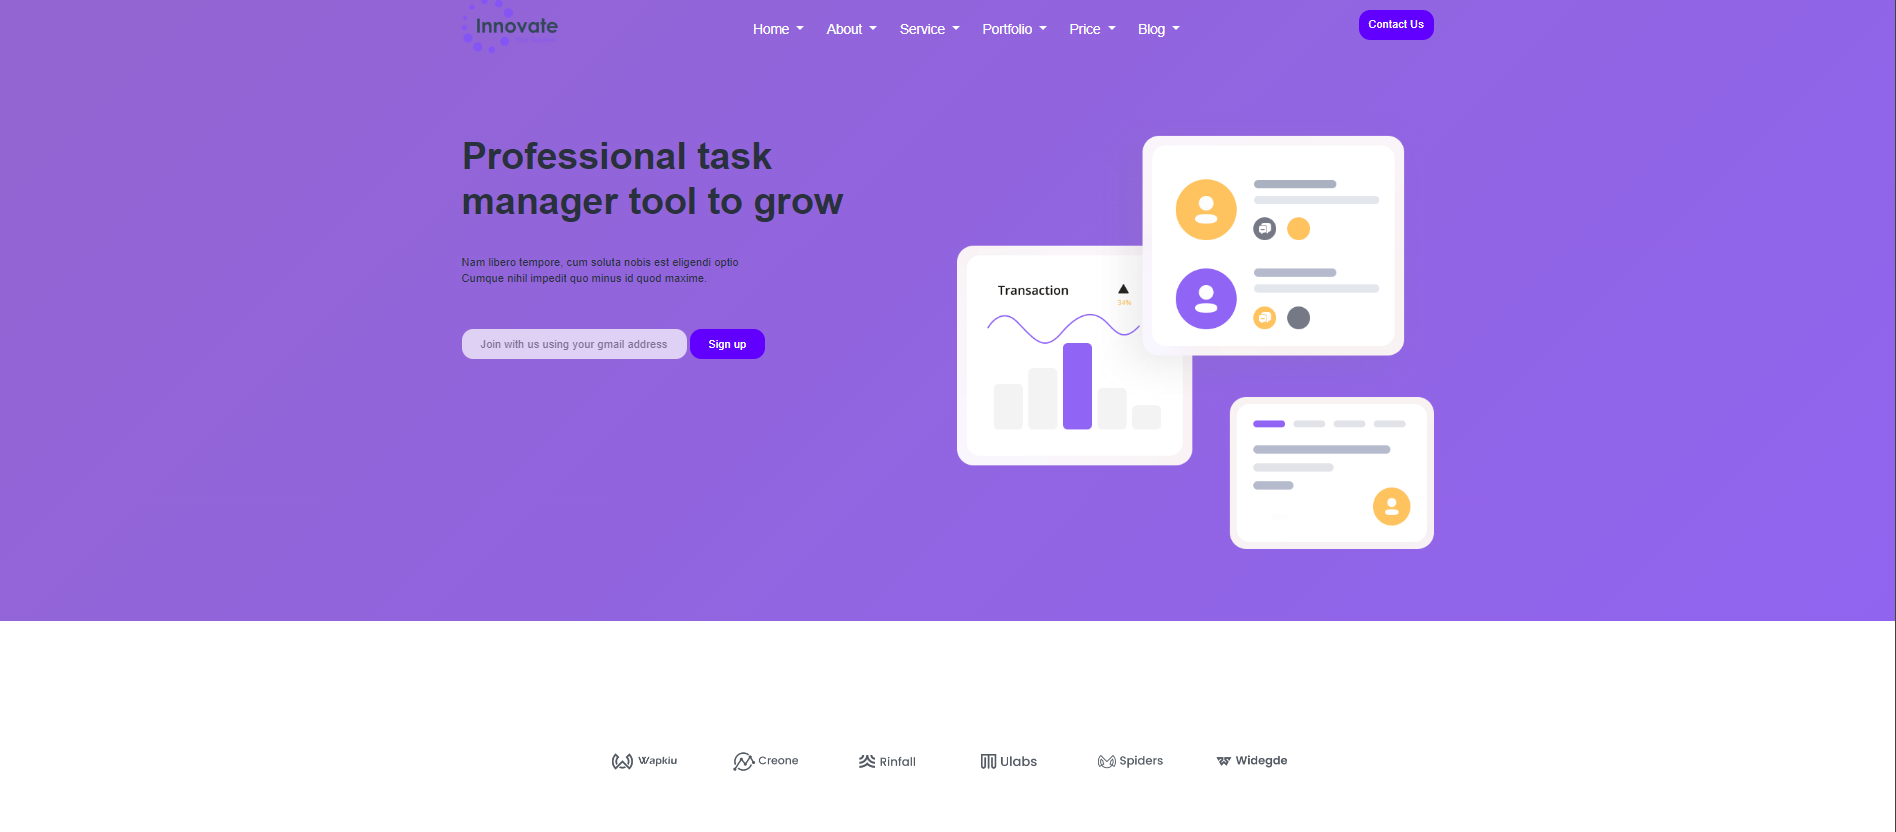 Innovate
Home
About
Service
Portfolio
Price
Blog
Contact Us
Professional task
manager tool to grow
Nam libero tempore, cum soluta nobis est eligendi optio
Cumque nihil impedit quo minus id quod maxime.
Join with us using your gmail address
Sign up
Transaction
34%
Wapkiu
Creone
Rinfall
Ulabs
Spiders
Widegde